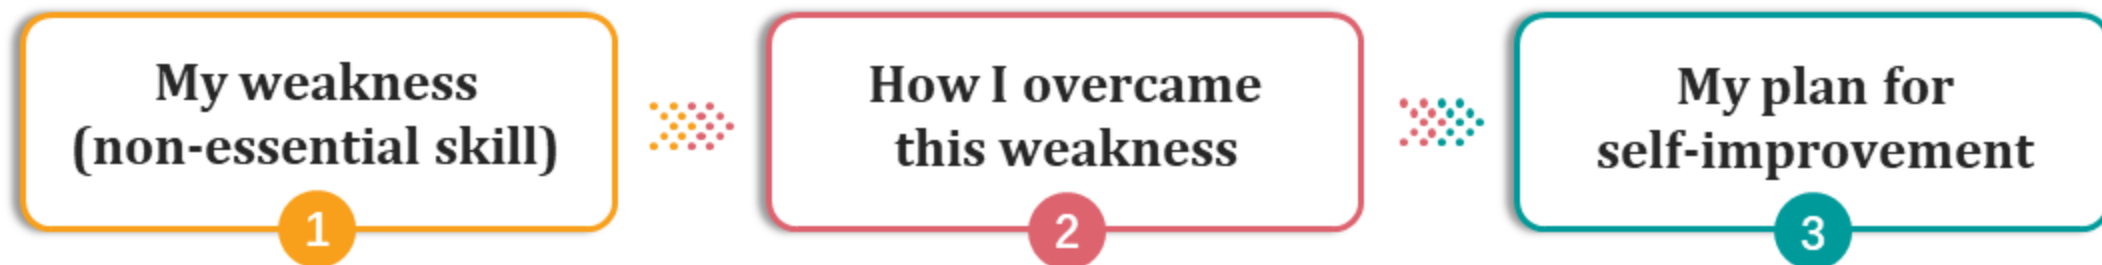 My weakness
(non-essential skill)
1
How I overcame
this weakness
2
My plan for
self-improvement
3